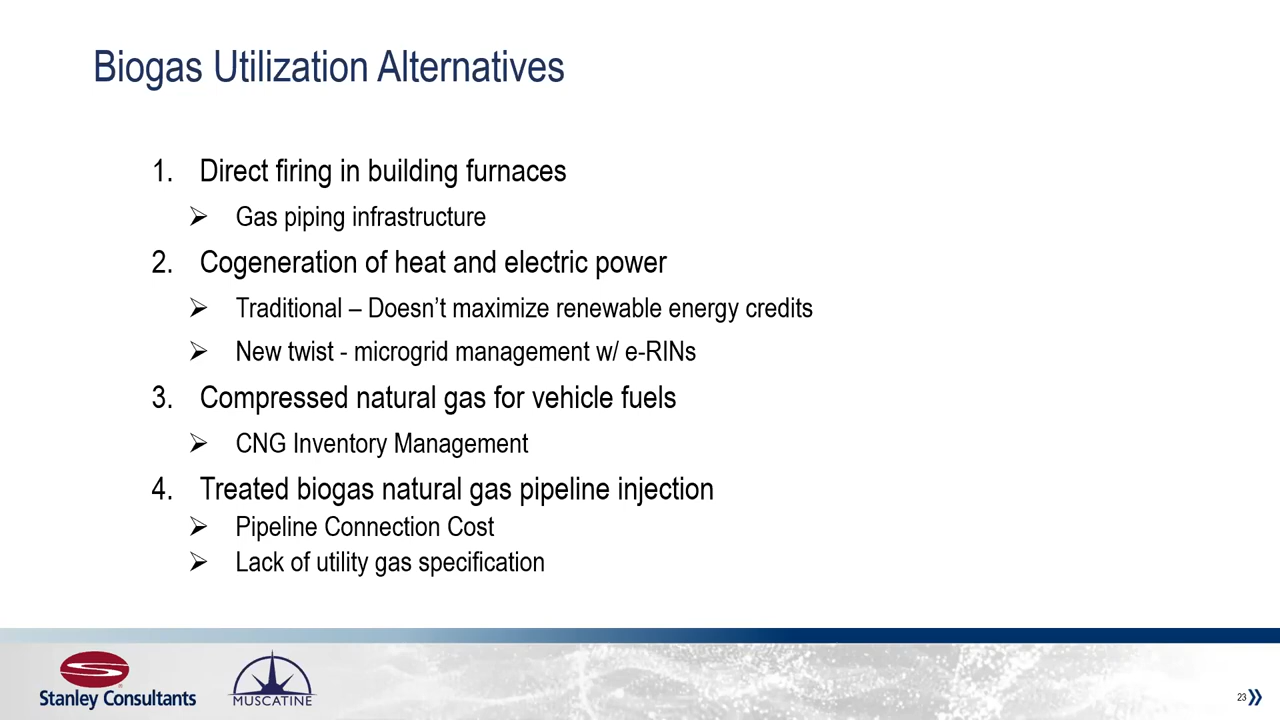 Biogas Utilization Alternatives
1. Direct firing in building furnaces
➢ Gas piping infrastructure
2. Cogeneration of heat and electric power
➢ Traditional – Doesn’t maximize renewable energy credits
➢ New twist - microgrid management w/ e-RINs
3. Compressed natural gas for vehicle fuels
➢ CNG Inventory Management
4. Treated biogas natural gas pipeline injection
➢ Pipeline Connection Cost
➢ Lack of utility gas specification
Stanley Consultants
MUSCATINE
23